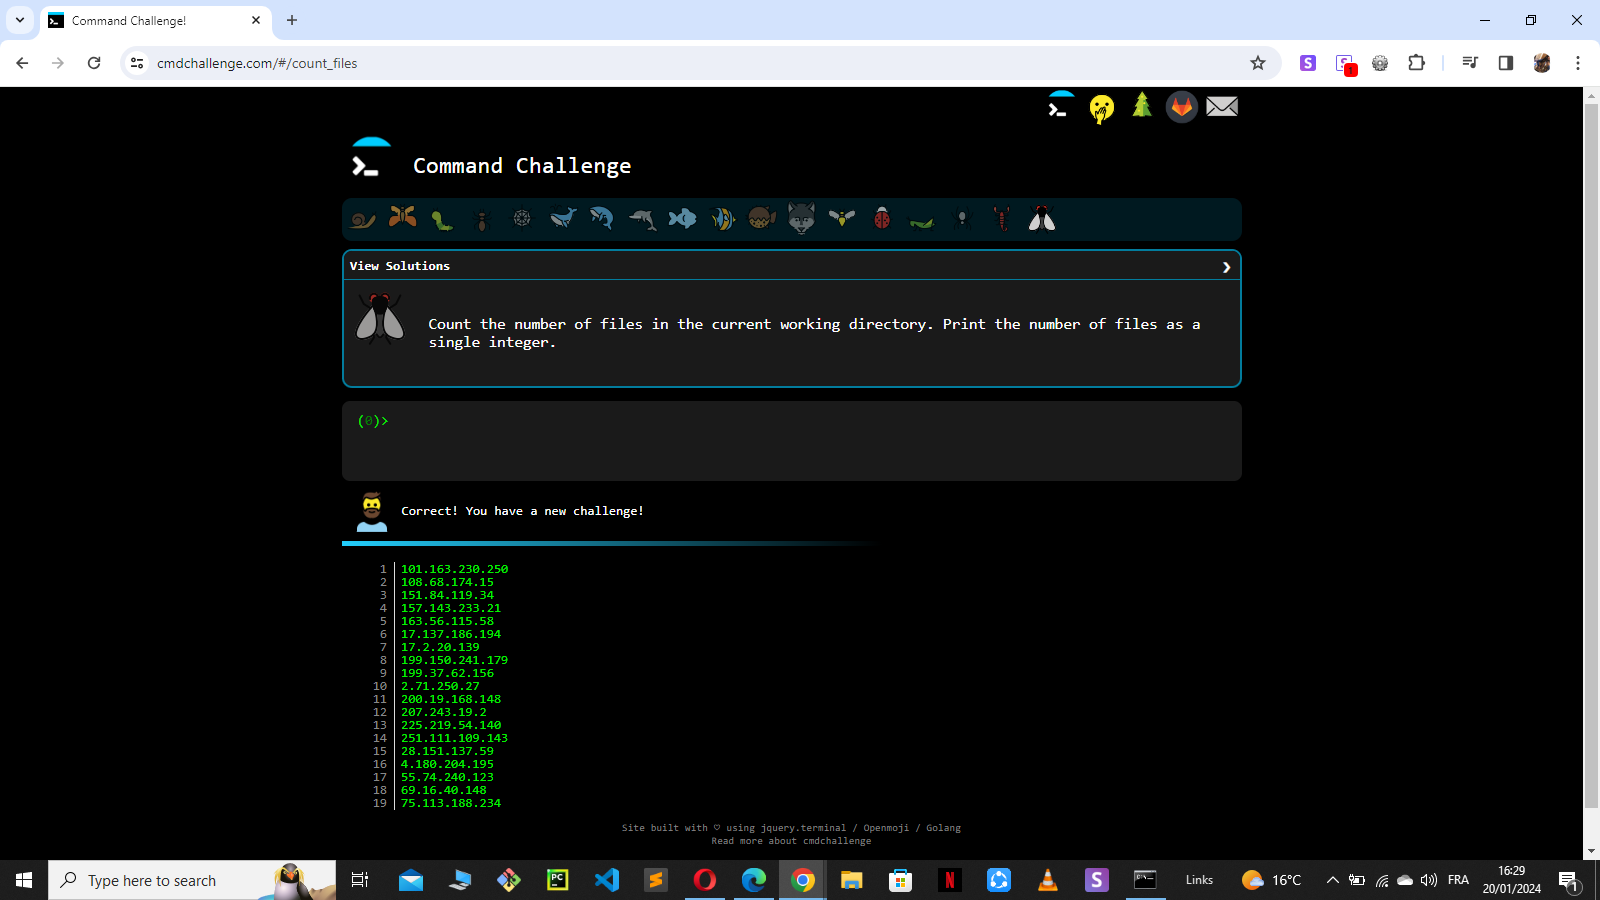 Command Challenge!
cmdchallenge.com/#/count_files
Command Challenge
View Solutions
Count the number of files in the current working directory. Print the number of files as a
single integer.
(0)>
Correct! You have a new challenge!
1 101.163.230.250
2 108.68.174.15
3 151.84.119.34
4 157.143.233.21
5 163.56.115.58
6 17.137.186.194
7 17.2.20.139
8 199.150.241.179
9 199.37.62.156
10 2.71.250.27
11 200.19.168.148
12 207.243.19.2
13 225.219.54.140
14 251.111.109.143
15 28.151.137.59
16 4.180.204.195
17 55.74.240.123
18 69.16.40.148
19 75.113.188.234
Site built with ♡ using jquery.terminal / Openmoji / Golang
Read more about cmdchallenge
Type here to search
Links
16°C
FRA
16:29
20/01/2024
1